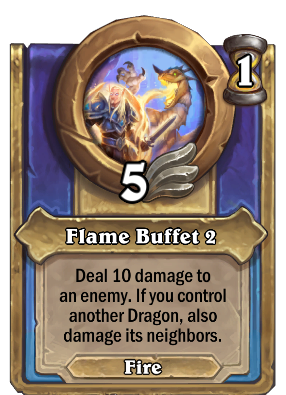 1
5
Flame Buffet 2
Deal 10 damage to
an enemy. If you control
another Dragon, also
damage its neighbors.
Fire